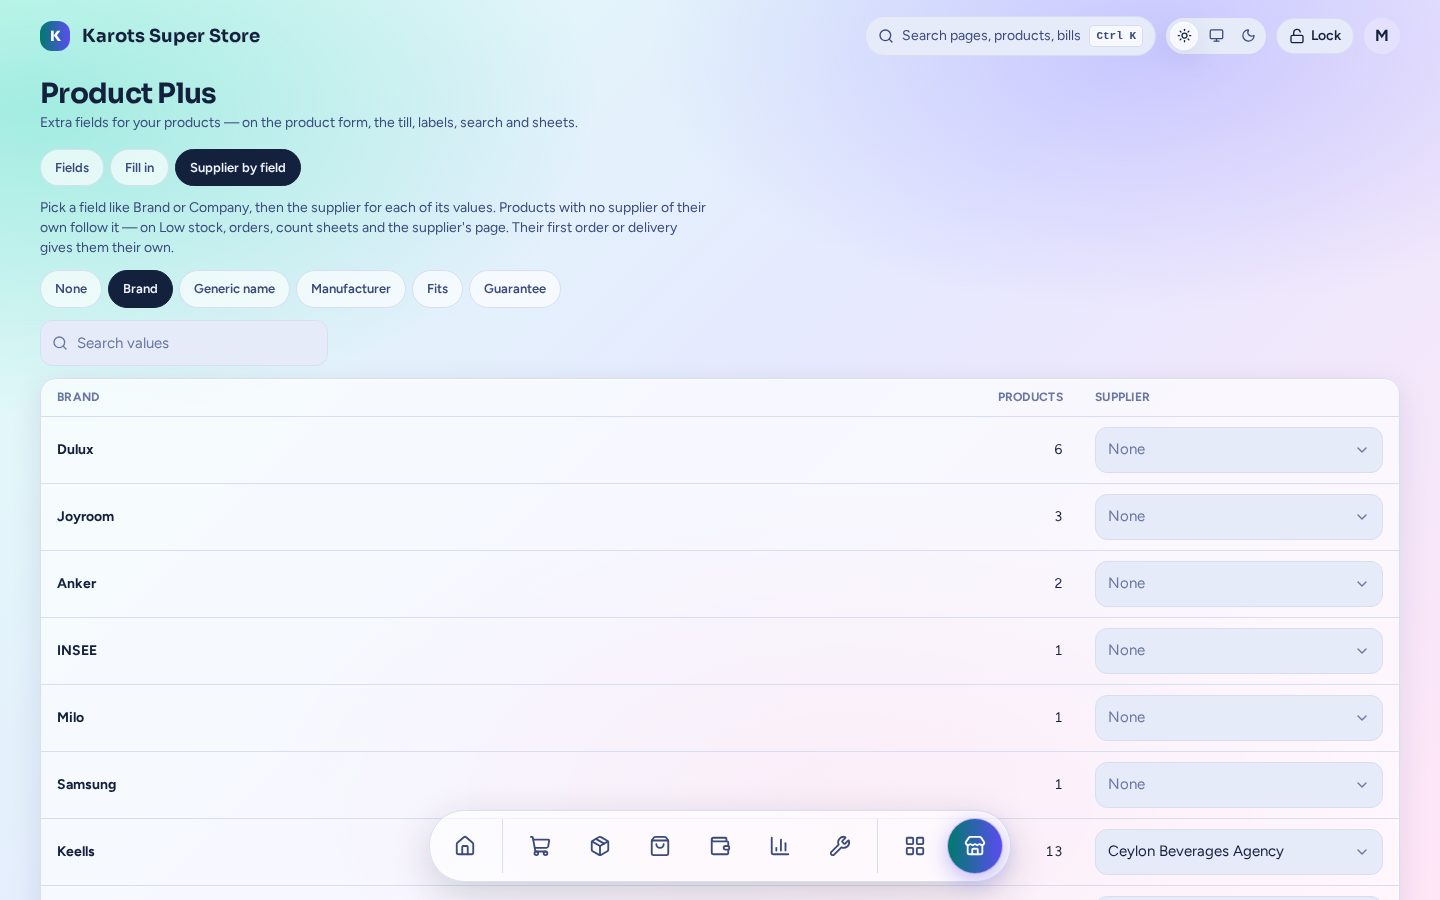 K Karots Super Store
Search pages, products, bills Ctrl K
Lock
M
Product Plus
Extra fields for your products — on the product form, the till, labels, search and sheets.
Fields Fill in Supplier by field
Pick a field like Brand or Company, then the supplier for each of its values. Products with no supplier of their
own follow it — on Low stock, orders, count sheets and the supplier's page. Their first order or delivery
gives them their own.
None Brand Generic name Manufacturer Fits Guarantee
Search values
BRAND PRODUCTS SUPPLIER
Dulux 6 None
Joyroom 3 None
Anker 2 None
INSEE 1 None
Milo 1 None
Samsung 1 None
Keells 13 Ceylon Beverages Agency